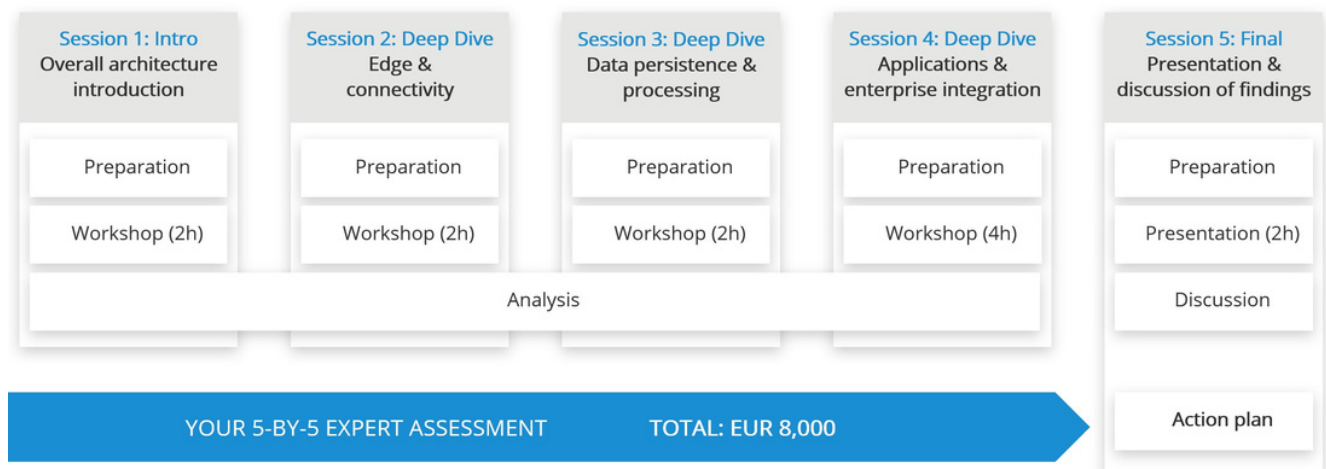 Session 1: Intro
Overall architecture
introduction
Preparation
Workshop (2h)
Session 2: Deep Dive
Edge &
connectivity
Preparation
Workshop (2h)
Session 3: Deep Dive
Data persistence &
processing
Preparation
Workshop (2h)
Session 4: Deep Dive
Applications &
enterprise integration
Preparation
Workshop (4h)
Analysis
Session 5: Final
Presentation &
discussion of findings
Preparation
Presentation (2h)
Discussion
Action plan
YOUR 5-BY-5 EXPERT ASSESSMENT
TOTAL: EUR 8,000